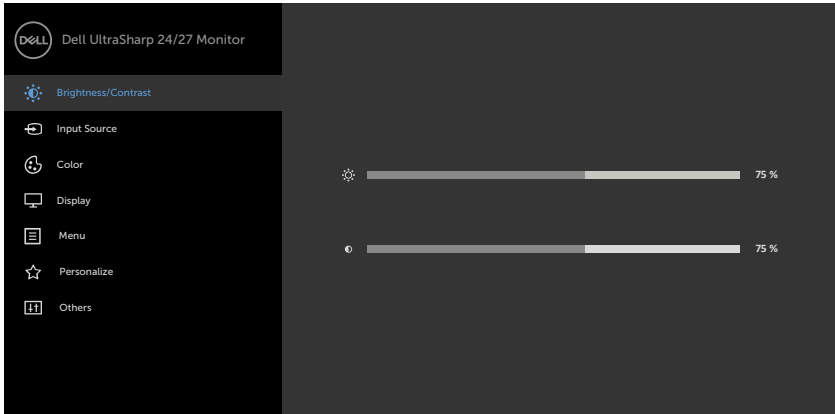 DELL
Dell UltraSharp 24/27 Monitor
Brightness/Contrast
Input Source
Color
Display
Menu
Personalize
Others
75 %
75 %